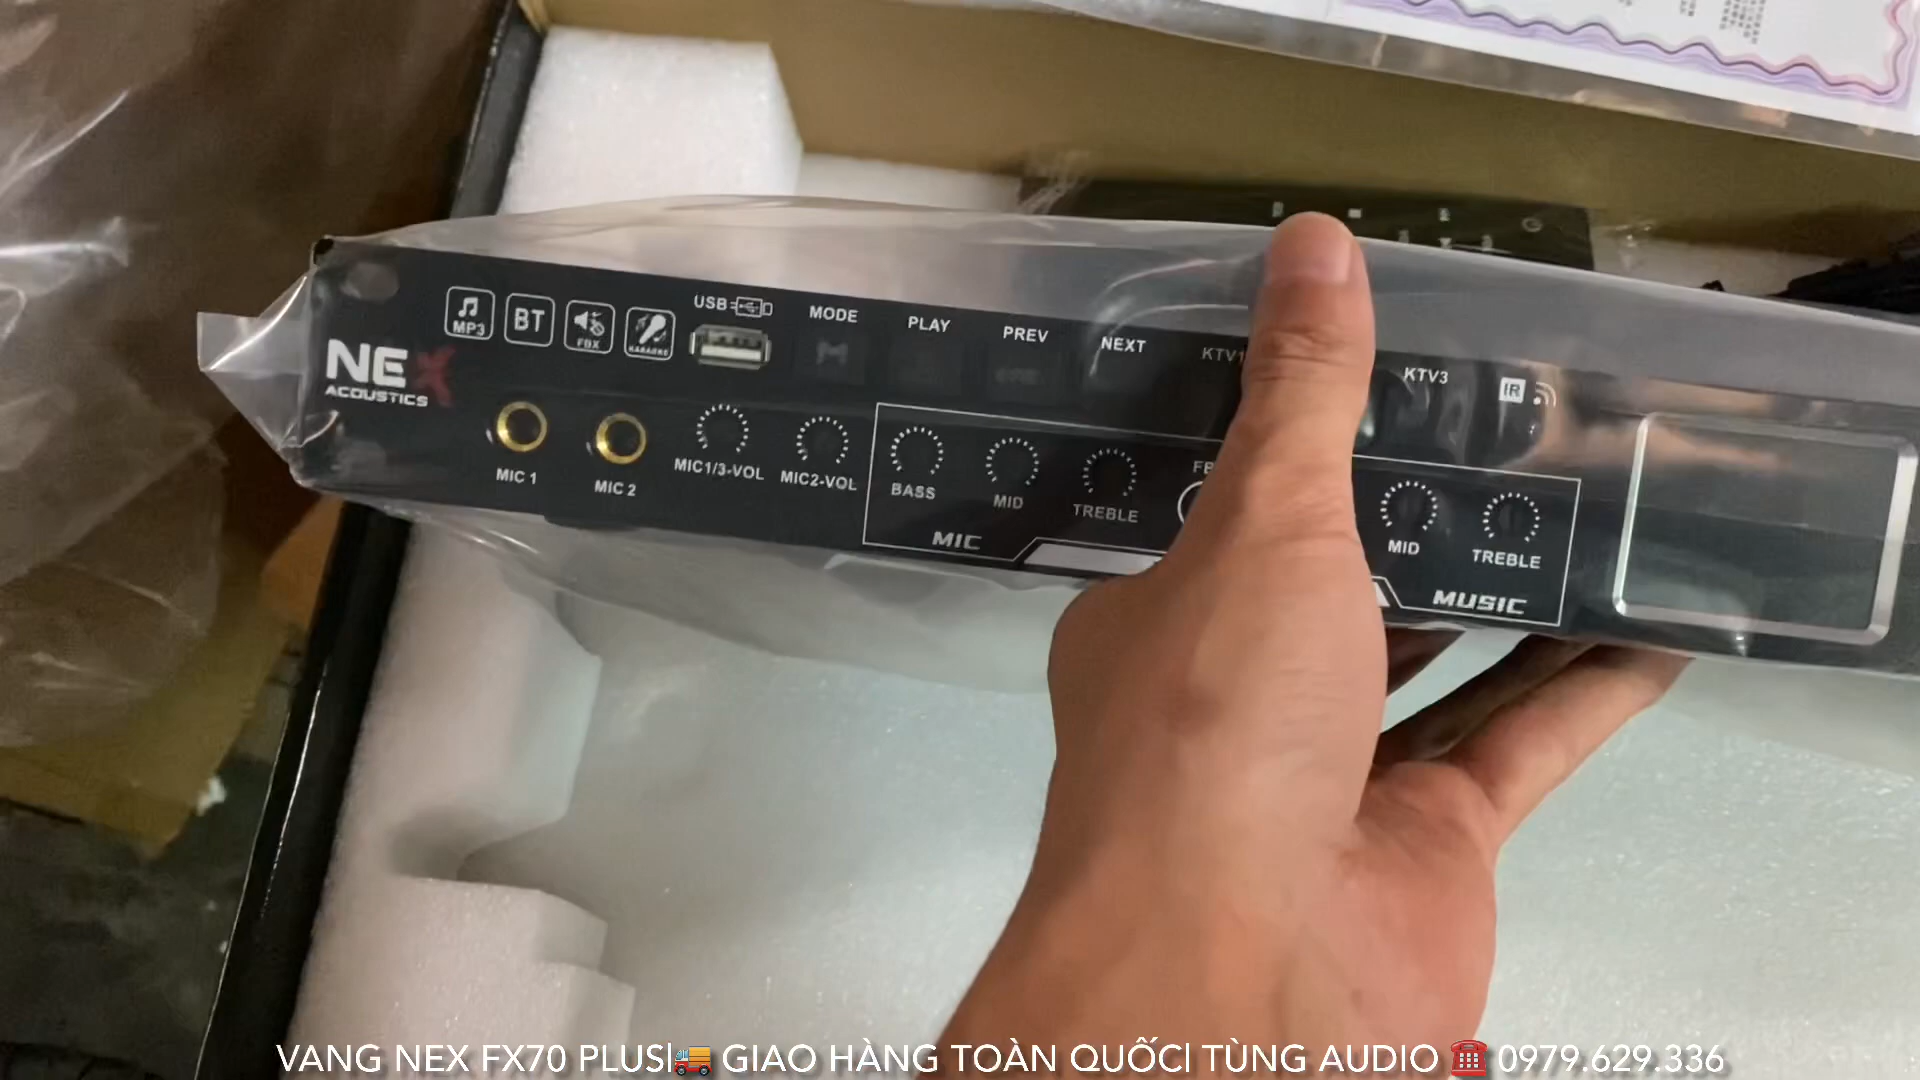 MP3
BT
FBX
KARAOKE
USB
MODE
PLAY
PREV
NEXT
KTV1
KTV3
IR
NEX
ACOUSTICS
MIC 1
MIC 2
MIC1/3-VOL
MIC2-VOL
BASS
MID
TREBLE
MID
TREBLE
MIC
MUSIC
VANG NEX FX70 PLUS|🚚 GIAO HÀNG TOÀN QUỐC| TÙNG AUDIO ☎️ 0979.629.336